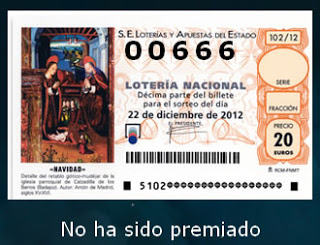 S.E. LOTERÍAS Y APUESTAS DEL ESTADO
102/12
00666
LOTERÍA NACIONAL
Décima parte del billete
para el sorteo del día
22 de diciembre de 2012
EL PRESIDENTE,
SERIE
FRACCIÓN
PRECIO
20
EUROS
RCM-FNMT
5102
«NAVIDAD»
Detalle del retablo gótico-mudéjar de la
iglesia parroquial de Calzadilla de los
Barros (Badajoz). Autor: Antón de Madrid,
siglos XV-XVI.
No ha sido premiado